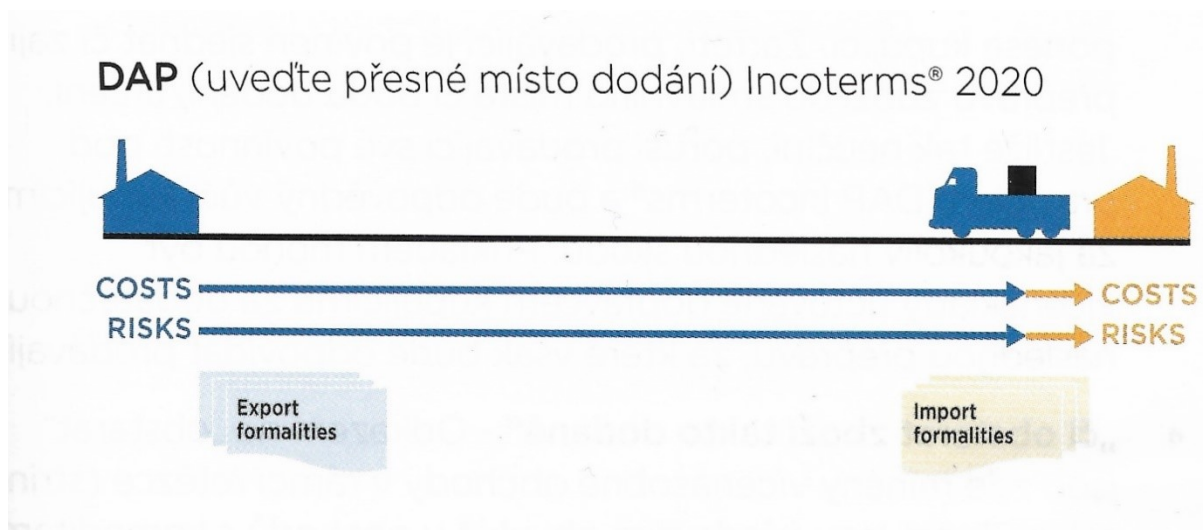 DAP (uveďte přesné místo dodání) Incoterms® 2020
COSTS COSTS
RISKS RISKS
Export
formalities
Import
formalities